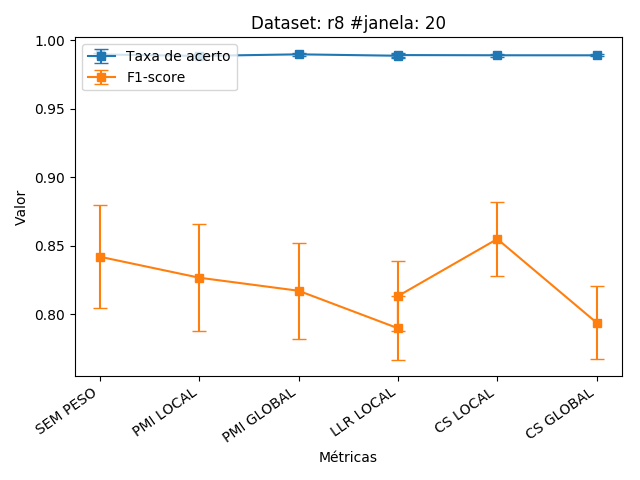 Dataset: r8 #janela: 20
Taxa de acerto
F1-score
1.00
0.95
0.90
0.85
0.80
Valor
SEM PESO
PMI LOCAL
PMI GLOBAL
LLR LOCAL
CS LOCAL
CS GLOBAL
Métricas